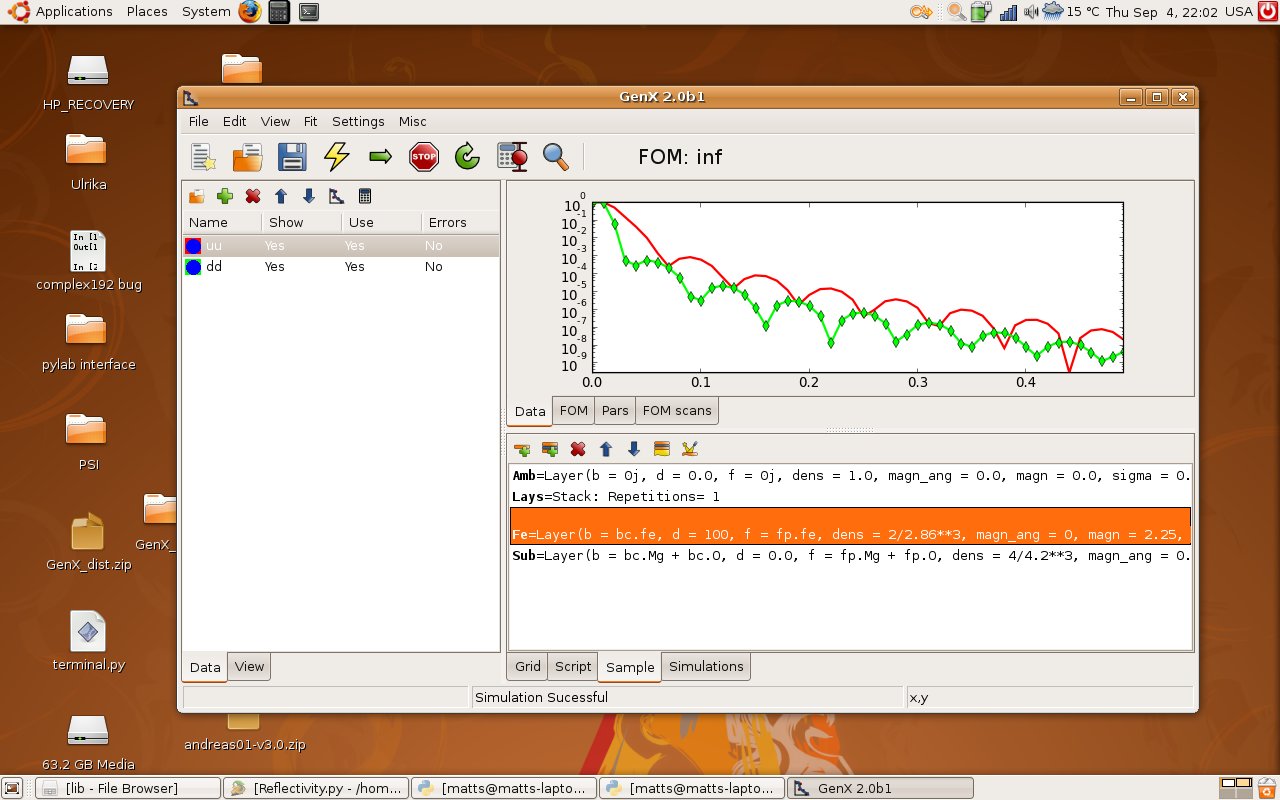 Applications Places System 15 °C Thu Sep 4, 22:02 USA
HP_RECOVERY
Ulrika
In [1
Out[1
In [2
complex192 bug
pylab interface
PSI
GenX_
GenX_dist.zip
terminal.py
andreas01-v3.0.zip
63.2 GB Media
GenX 2.0b1
File Edit View Fit Settings Misc
STOP
FOM: inf
Name Show Use Errors
uu Yes Yes No
dd Yes Yes No
Data View
10^0
10^-1
10^-2
10^-3
10^-4
10^-5
10^-6
10^-7
10^-8
10^-9
10
0.0 0.1 0.2 0.3 0.4
Data FOM Pars FOM scans
Amb=Layer(b = 0j, d = 0.0, f = 0j, dens = 1.0, magn_ang = 0.0, magn = 0.0, sigma = 0.
Lays=Stack: Repetitions= 1
Fe=Layer(b = bc.fe, d = 100, f = fp.fe, dens = 2/2.86**3, magn_ang = 0, magn = 2.25,
Sub=Layer(b = bc.Mg + bc.O, d = 0.0, f = fp.Mg + fp.O, dens = 4/4.2**3, magn_ang = 0.
Grid Script Sample Simulations
Simulation Sucessful x,y
[lib - File Browser] [Reflectivity.py - /hom... [matts@matts-lapto... [matts@matts-lapto... GenX 2.0b1